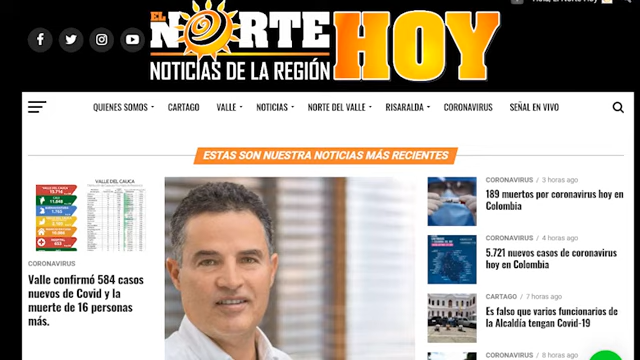 EL NORTE HOY
NOTICIAS DE LA REGIÓN
QUIENES SOMOS CARTAGO VALLE NOTICIAS NORTE DEL VALLE RISARALDA CORONAVIRUS SEÑAL EN VIVO
ESTAS SON NUESTRA NOTICIAS MÁS RECIENTES
VALLE DEL CAUCA
CORONAVIRUS
Valle confirmó 584 casos
nuevos de Covid y la
muerte de 16 personas
más.
CORONAVIRUS / 3 horas ago
189 muertos por coronavirus hoy en
Colombia
CORONAVIRUS / 4 horas ago
5.721 nuevos casos de coronavirus
hoy en Colombia
CARTAGO / 7 horas ago
Es falso que varios funcionarios de
la Alcaldía tengan Covid-19
CORONAVIRUS / 8 horas ago